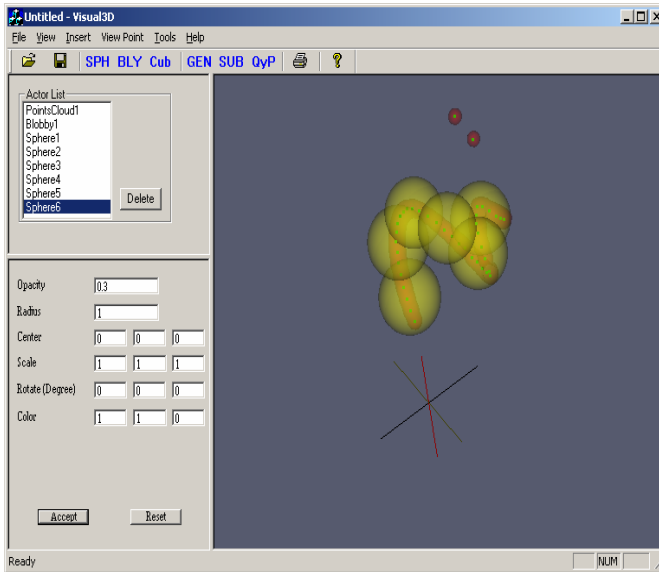 Untitled - Visual3D
File View Insert View Point Tools Help
SPH BLY Cub GEN SUB QyP ?
Actor List
PointsCloud1
Blobby1
Sphere1
Sphere2
Sphere3
Sphere4
Sphere5
Sphere6
Delete
Opacity 0.3
Radius 1
Center 0 0 0
Scale 1 1 1
Rotate (Degree) 0 0 0
Color 1 1 0
Accept Reset
Ready NUM